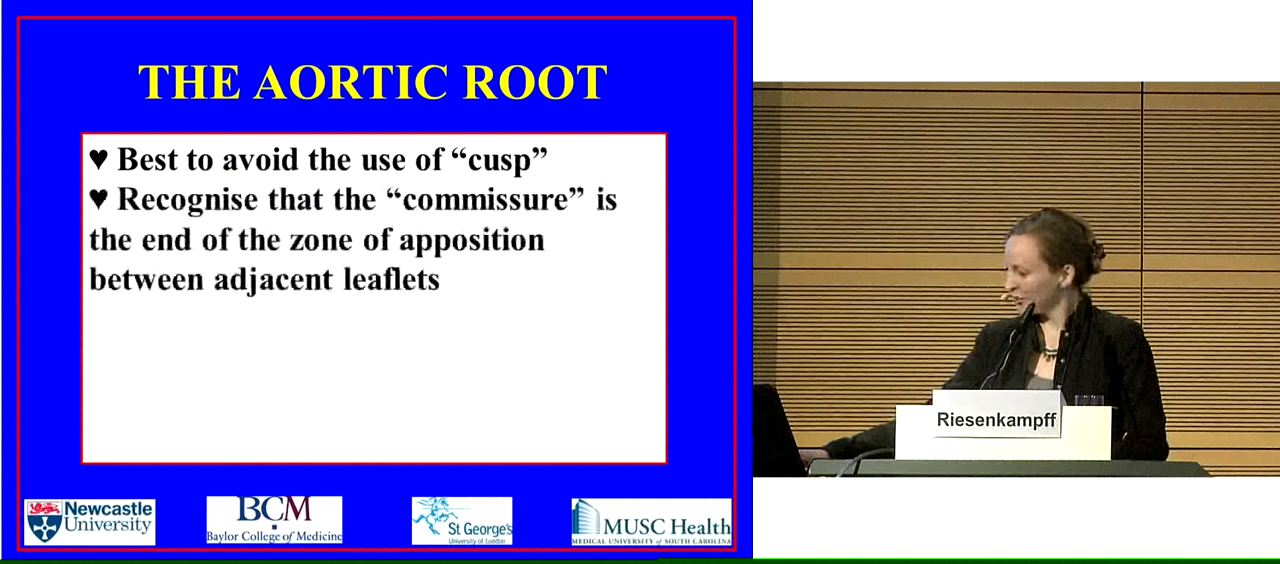 THE AORTIC ROOT
♥ Best to avoid the use of “cusp”
♥ Recognise that the “commissure” is
the end of the zone of apposition
between adjacent leaflets
Newcastle
University
BCM
Baylor College of Medicine
St George's
University of London
MUSC Health
MEDICAL UNIVERSITY of SOUTH CAROLINA
Riesenkampff